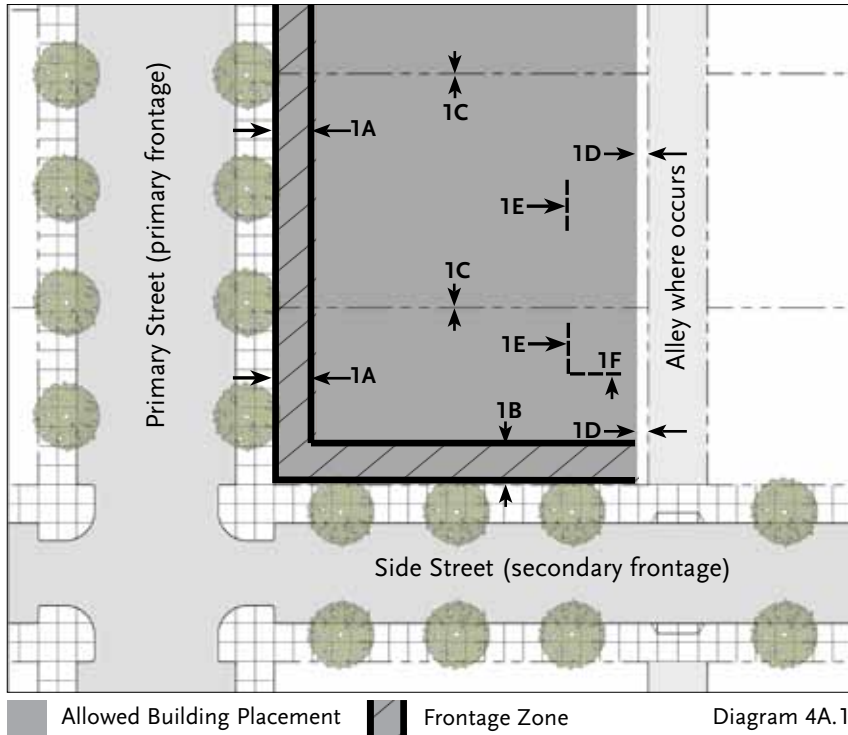 1C
1A
1D
1E
Primary Street (primary frontage)
Alley where occurs
1C
1E
1F
1A
1B
1D
Side Street (secondary frontage)
Allowed Building Placement
Frontage Zone
Diagram 4A.1